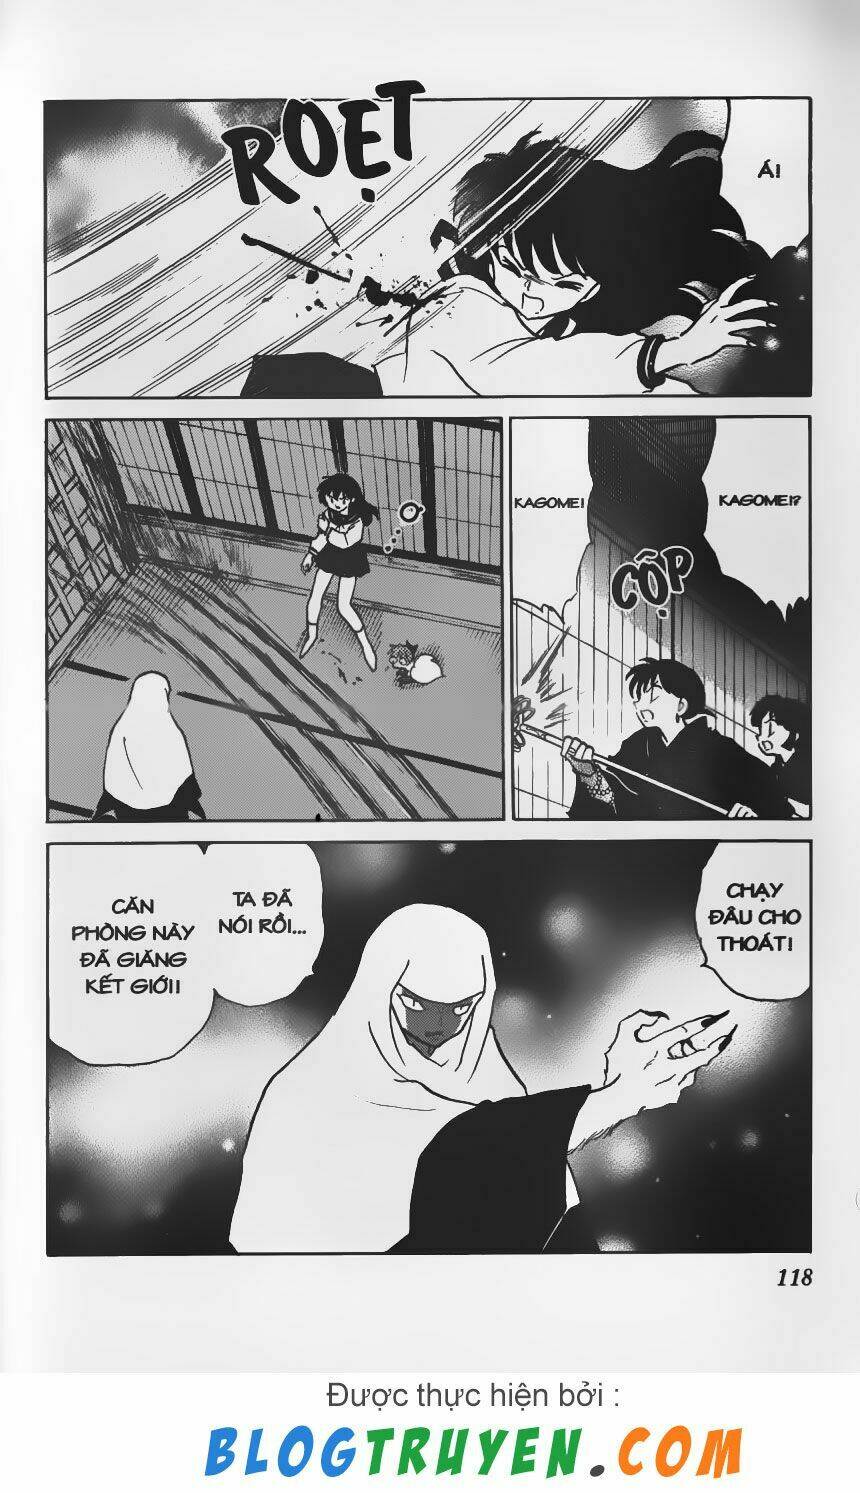 ROẸT
Á!
KAGOME!
KAGOME!?
CỘP
CHẠY
ĐÂU CHO
THOÁT!
TA ĐÃ
NÓI RỒI...
CĂN
PHÒNG NÀY
ĐÃ GIĂNG
KẾT GIỚI!
118
Được thực hiện bởi :
BLOGTRUYEN.COM